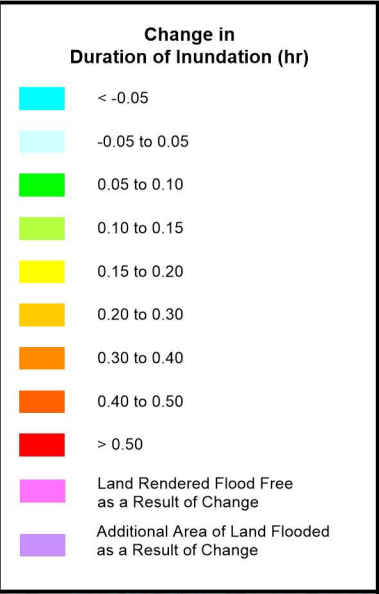 Change in
Duration of Inundation (hr)
< -0.05
-0.05 to 0.05
0.05 to 0.10
0.10 to 0.15
0.15 to 0.20
0.20 to 0.30
0.30 to 0.40
0.40 to 0.50
> 0.50
Land Rendered Flood Free
as a Result of Change
Additional Area of Land Flooded
as a Result of Change